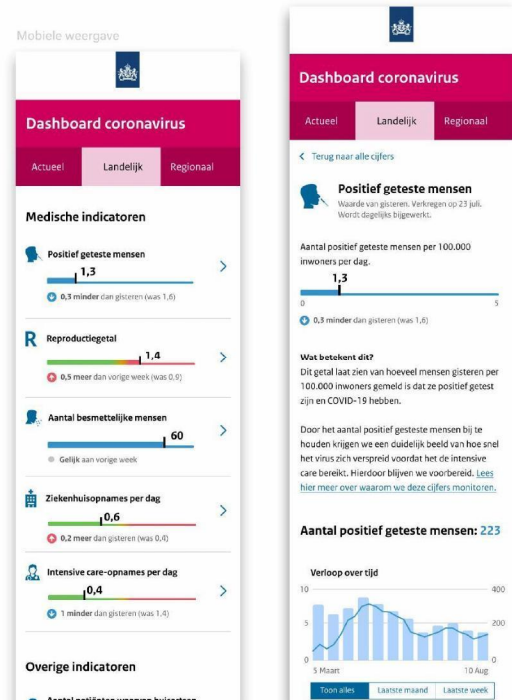 Mobiele weergave
Dashboard coronavirus
Actueel Landelijk Regionaal
Medische indicatoren
Positief geteste mensen
1,3
0,3 minder dan gisteren (was 1,6)
R Reproductiegetal
1,4
0,5 meer dan vorige week (was 0,9)
Aantal besmettelijke mensen
60
Gelijk aan vorige week
Ziekenhuisopnames per dag
0,6
0,2 meer dan gisteren (was 0,4)
Intensive care-opnames per dag
0,4
1 minder dan gisteren (was 1,4)
Overige indicatoren
Dashboard coronavirus
Actueel Landelijk Regionaal
Terug naar alle cijfers
Positief geteste mensen
Waarde van gisteren. Verkregen op 23 juli.
Wordt dagelijks bijgewerkt.
Aantal positief geteste mensen per 100.000
inwoners per dag.
1,3
0 5
0,3 minder dan gisteren (was 1,6)
Wat betekent dit?
Dit getal laat zien van hoeveel mensen gisteren per
100.000 inwoners gemeld is dat ze positief getest
zijn en COVID-19 hebben.
Door het aantal positief gesteste mensen bij te
houden krijgen we een duidelijk beeld van hoe snel
het virus zich verspreid voordat het de intensive
care bereikt. Hierdoor blijven we voorbereid. Lees
hier meer over waarom we deze cijfers monitoren.
Aantal positief geteste mensen: 223
Verloop over tijd
10 400
5 200
0 0
5 Maart 10 Aug
Toon alles Laatste maand Laatste week